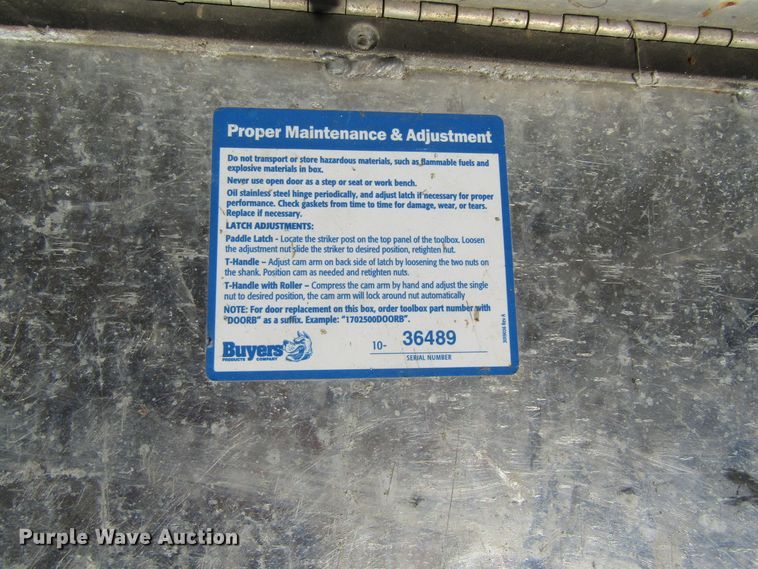 Proper Maintenance & Adjustment
Do not transport or store hazardous materials, such as flammable fuels and
explosive materials in box.
Never use open door as a step or seat or work bench.
Oil stainless steel hinge periodically, and adjust latch if necessary for proper
performance. Check gaskets from time to time for damage, wear, or tears.
Replace if necessary.
LATCH ADJUSTMENTS:
Paddle Latch - Locate the striker post on the top panel of the toolbox. Loosen
the adjustment nut slide the striker to desired position, retighten nut.
T-Handle – Adjust cam arm on back side of latch by loosening the two nuts on
the shank. Position cam as needed and retighten nuts.
T-Handle with Roller – Compress the cam arm by hand and adjust the single
nut to desired position, the cam arm will lock around nut automatically
NOTE: For door replacement on this box, order toolbox part number with
"DOORB" as a suffix. Example: "1702500DOORB".
Buyers
PRODUCTS COMPANY
10- 36489
SERIAL NUMBER
Purple Wave Auction